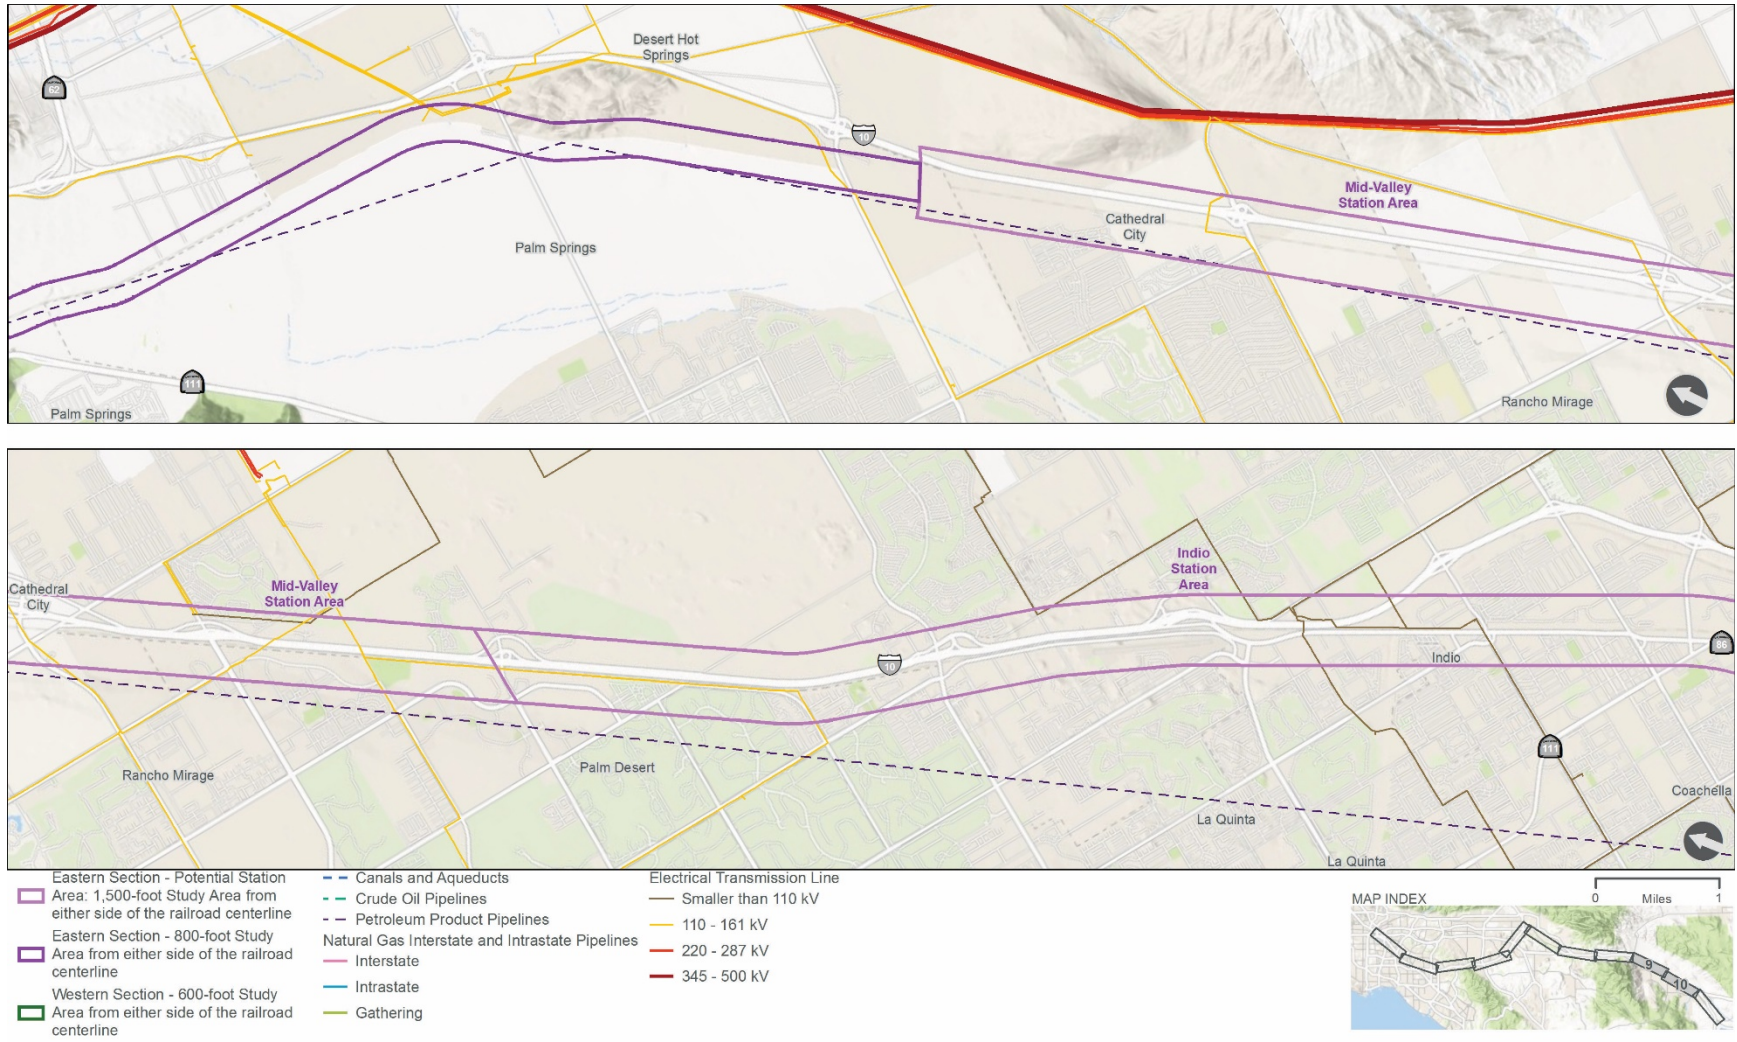 Desert Hot
Springs
62
10
Mid-Valley
Station Area
Cathedral
City
Palm Springs
111
Palm Springs
Rancho Mirage
Indio
Station
Area
Mid-Valley
Station Area
Cathedral
City
10
86
Indio
111
Rancho Mirage
Palm Desert
Coachella
La Quinta
La Quinta
Eastern Section - Potential Station
Area: 1,500-foot Study Area from
either side of the railroad centerline
Eastern Section - 800-foot Study
Area from either side of the railroad
centerline
Western Section - 600-foot Study
Area from either side of the railroad
centerline
Canals and Aqueducts
Crude Oil Pipelines
Petroleum Product Pipelines
Natural Gas Interstate and Intrastate Pipelines
Interstate
Intrastate
Gathering
Electrical Transmission Line
Smaller than 110 kV
110 - 161 kV
220 - 287 kV
345 - 500 kV
0 Miles 1
MAP INDEX
9
10